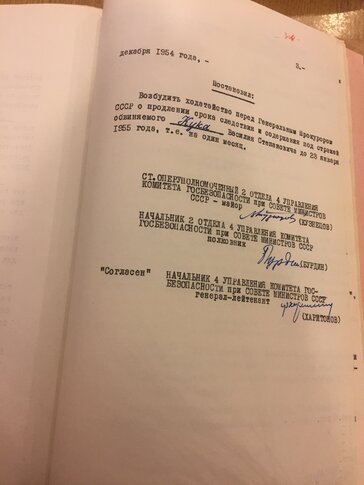 декабря 1954 года, - 3.-
Постановил:
Возбудить ходатайство перед Генеральным Прокурором
СССР о продлении срока следствия и содержания под стражей
обвиняемого Кука Василия Степановича до 23 января
1955 года, т.е. на один месяц.
СТ.ОПЕРУПОЛНОМОЧЕННЫЙ 2 ОТДЕЛА 4 УПРАВЛЕНИЯ
КОМИТЕТА ГОСБЕЗОПАСНОСТИ ПРИ СОВЕТЕ МИНИСТРОВ
СССР - майор
(КУЗНЕЦОВ)
НАЧАЛЬНИК 2 ОТДЕЛА 4 УПРАВЛЕНИЯ КОМИТЕТА
ГОСБЕЗОПАСНОСТИ при СОВЕТЕ МИНИСТРОВ СССР
полковник
(БУРДИН)
"Согласен" НАЧАЛЬНИК 4 УПРАВЛЕНИЯ КОМИТЕТА ГОС-
БЕЗОПАСНОСТИ при СОВЕТЕ МИНИСТРОВ СССР
генерал-лейтенант
(ХАРИТОНОВ)